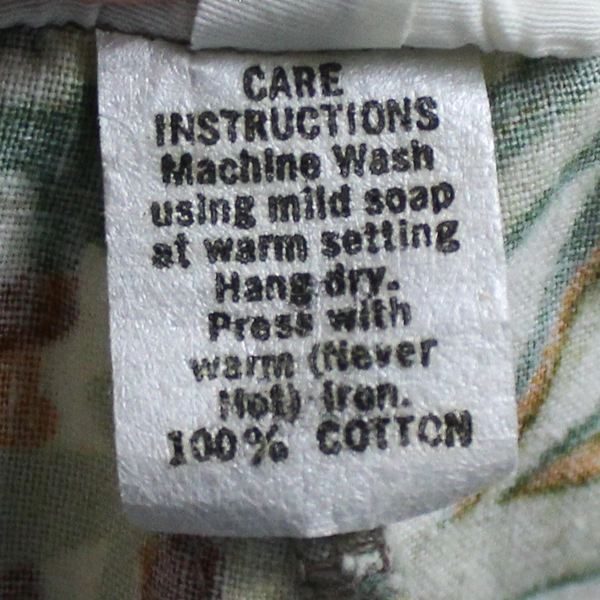 CARE
INSTRUCTIONS
Machine Wash
using mild soap
at warm setting
Hang dry.
Press with
warm (Never
Hot) iron.
100% COTTON